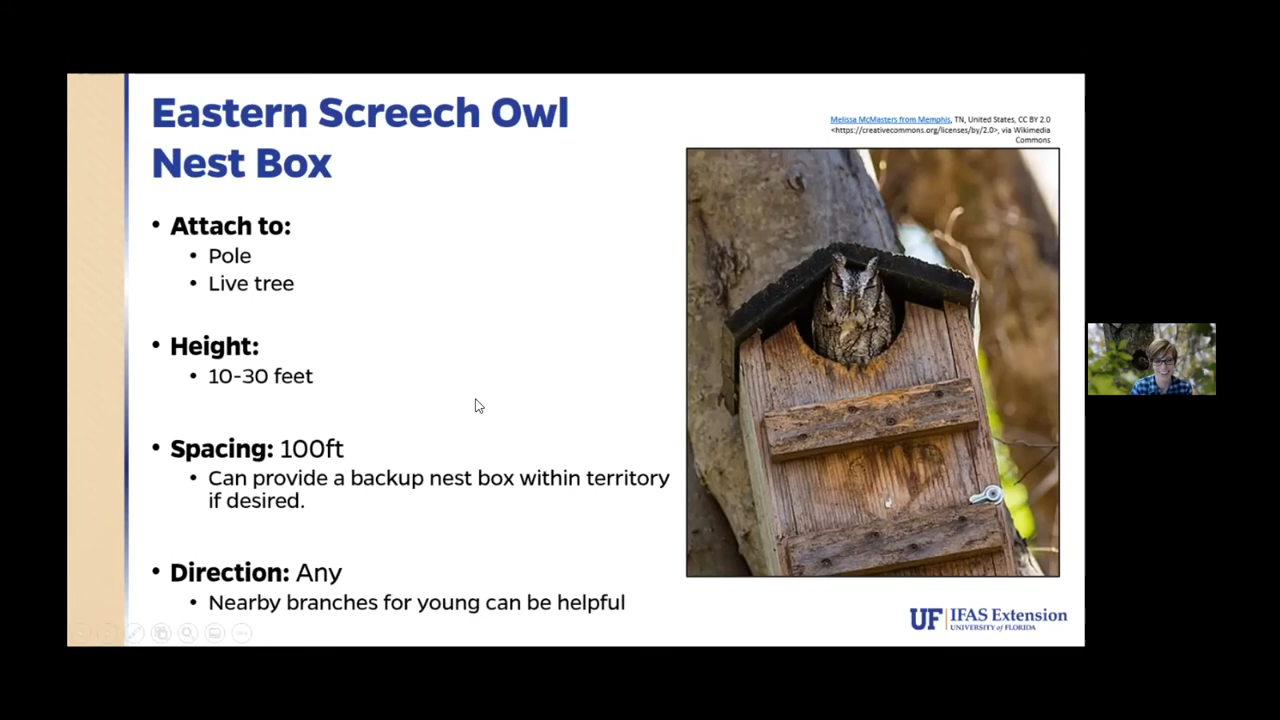 Eastern Screech Owl
Nest Box
Melissa McMasters from Memphis, TN, United States, CC BY 2.0
<https://creativecommons.org/licenses/by/2.0>, via Wikimedia
Commons
• Attach to:
• Pole
• Live tree
• Height:
• 10-30 feet
• Spacing: 100ft
• Can provide a backup nest box within territory
if desired.
• Direction: Any
• Nearby branches for young can be helpful
UF IFAS Extension
UNIVERSITY of FLORIDA